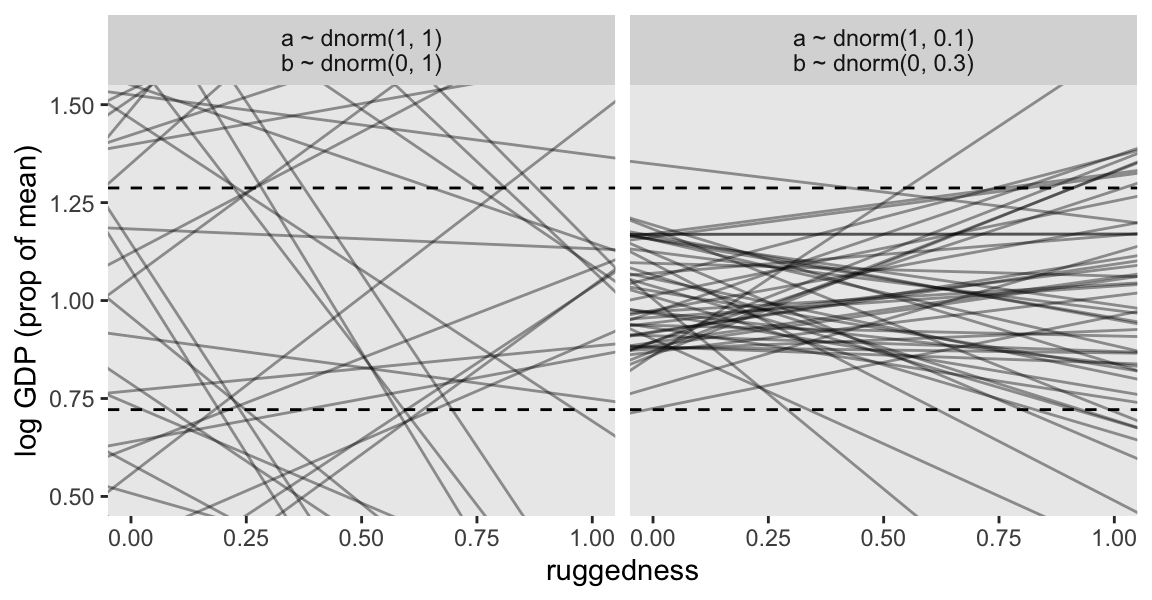 a ~ dnorm(1, 1)
b ~ dnorm(0, 1)
a ~ dnorm(1, 0.1)
b ~ dnorm(0, 0.3)
log GDP (prop of mean)
1.50
1.25
1.00
0.75
0.50
0.00 0.25 0.50 0.75 1.00
0.00 0.25 0.50 0.75 1.00
ruggedness